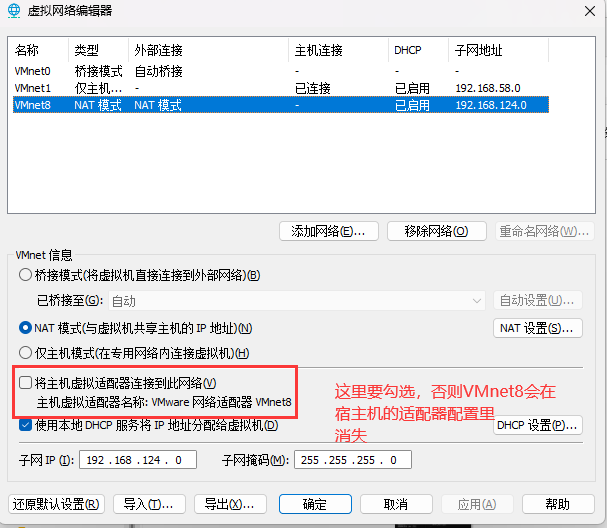 虚拟网络编辑器
名称 类型 外部连接 主机连接 DHCP 子网地址
VMnet0 桥接模式 自动桥接 - - -
VMnet1 仅主机... - 已连接 已启用 192.168.58.0
VMnet8 NAT 模式 NAT 模式 - 已启用 192.168.124.0
添加网络(E)... 移除网络(O) 重命名网络(W)...
VMnet 信息
桥接模式(将虚拟机直接连接到外部网络)(B)
已桥接至(G): 自动 自动设置(U)...
NAT 模式(与虚拟机共享主机的 IP 地址)(N) NAT 设置(S)...
仅主机模式(在专用网络内连接虚拟机)(H)
将主机虚拟适配器连接到此网络(V)
主机虚拟适配器名称: VMware 网络适配器 VMnet8
这里要勾选，否则VMnet8会在
宿主机的适配器配置里
消失
使用本地 DHCP 服务将 IP 地址分配给虚拟机(D) DHCP 设置(P)...
子网 IP (I): 192 .168 .124 . 0 子网掩码(M): 255 .255 .255 . 0
还原默认设置(R) 导入(T)... 导出(X)... 确定 取消 应用(A) 帮助